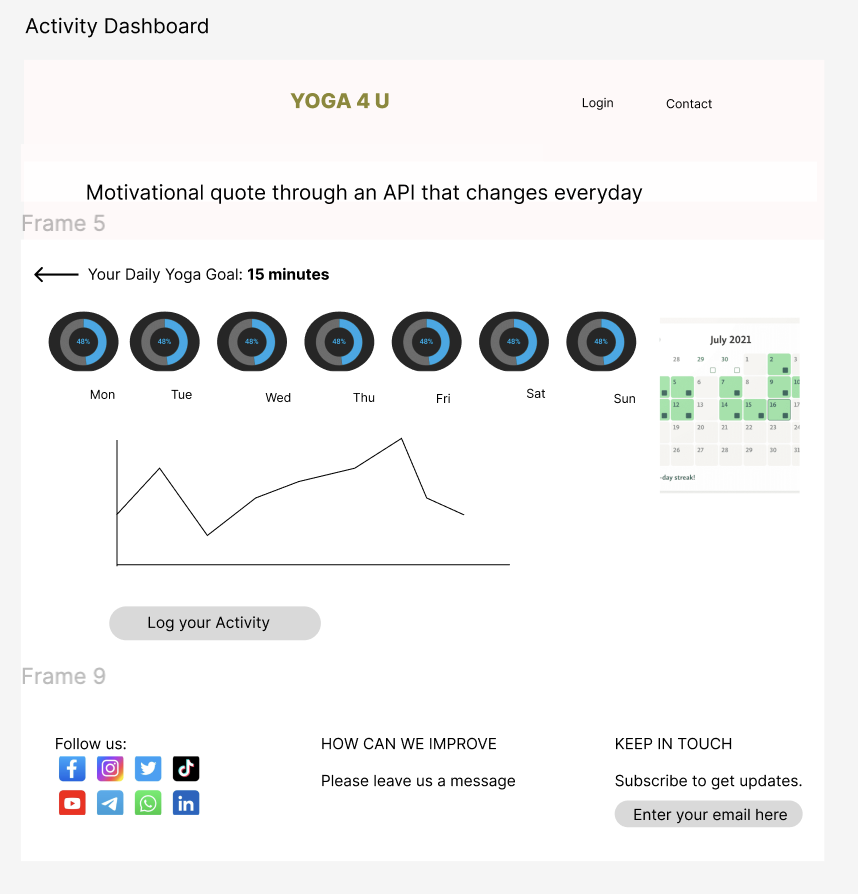 Activity Dashboard
YOGA 4 U
Login Contact
Motivational quote through an API that changes everyday
Frame 5
Your Daily Yoga Goal: 15 minutes
48% 48% 48% 48% 48% 48% 48%
Mon Tue Wed Thu Fri Sat Sun
July 2021
28 29 30 1 2
5 6 7 8 9 10
12 13 14 15 16 17
19 20 21 22 23 24
26 27 28 29 30 31
-day streak!
Log your Activity
Frame 9
Follow us:
HOW CAN WE IMPROVE
Please leave us a message
KEEP IN TOUCH
Subscribe to get updates.
Enter your email here